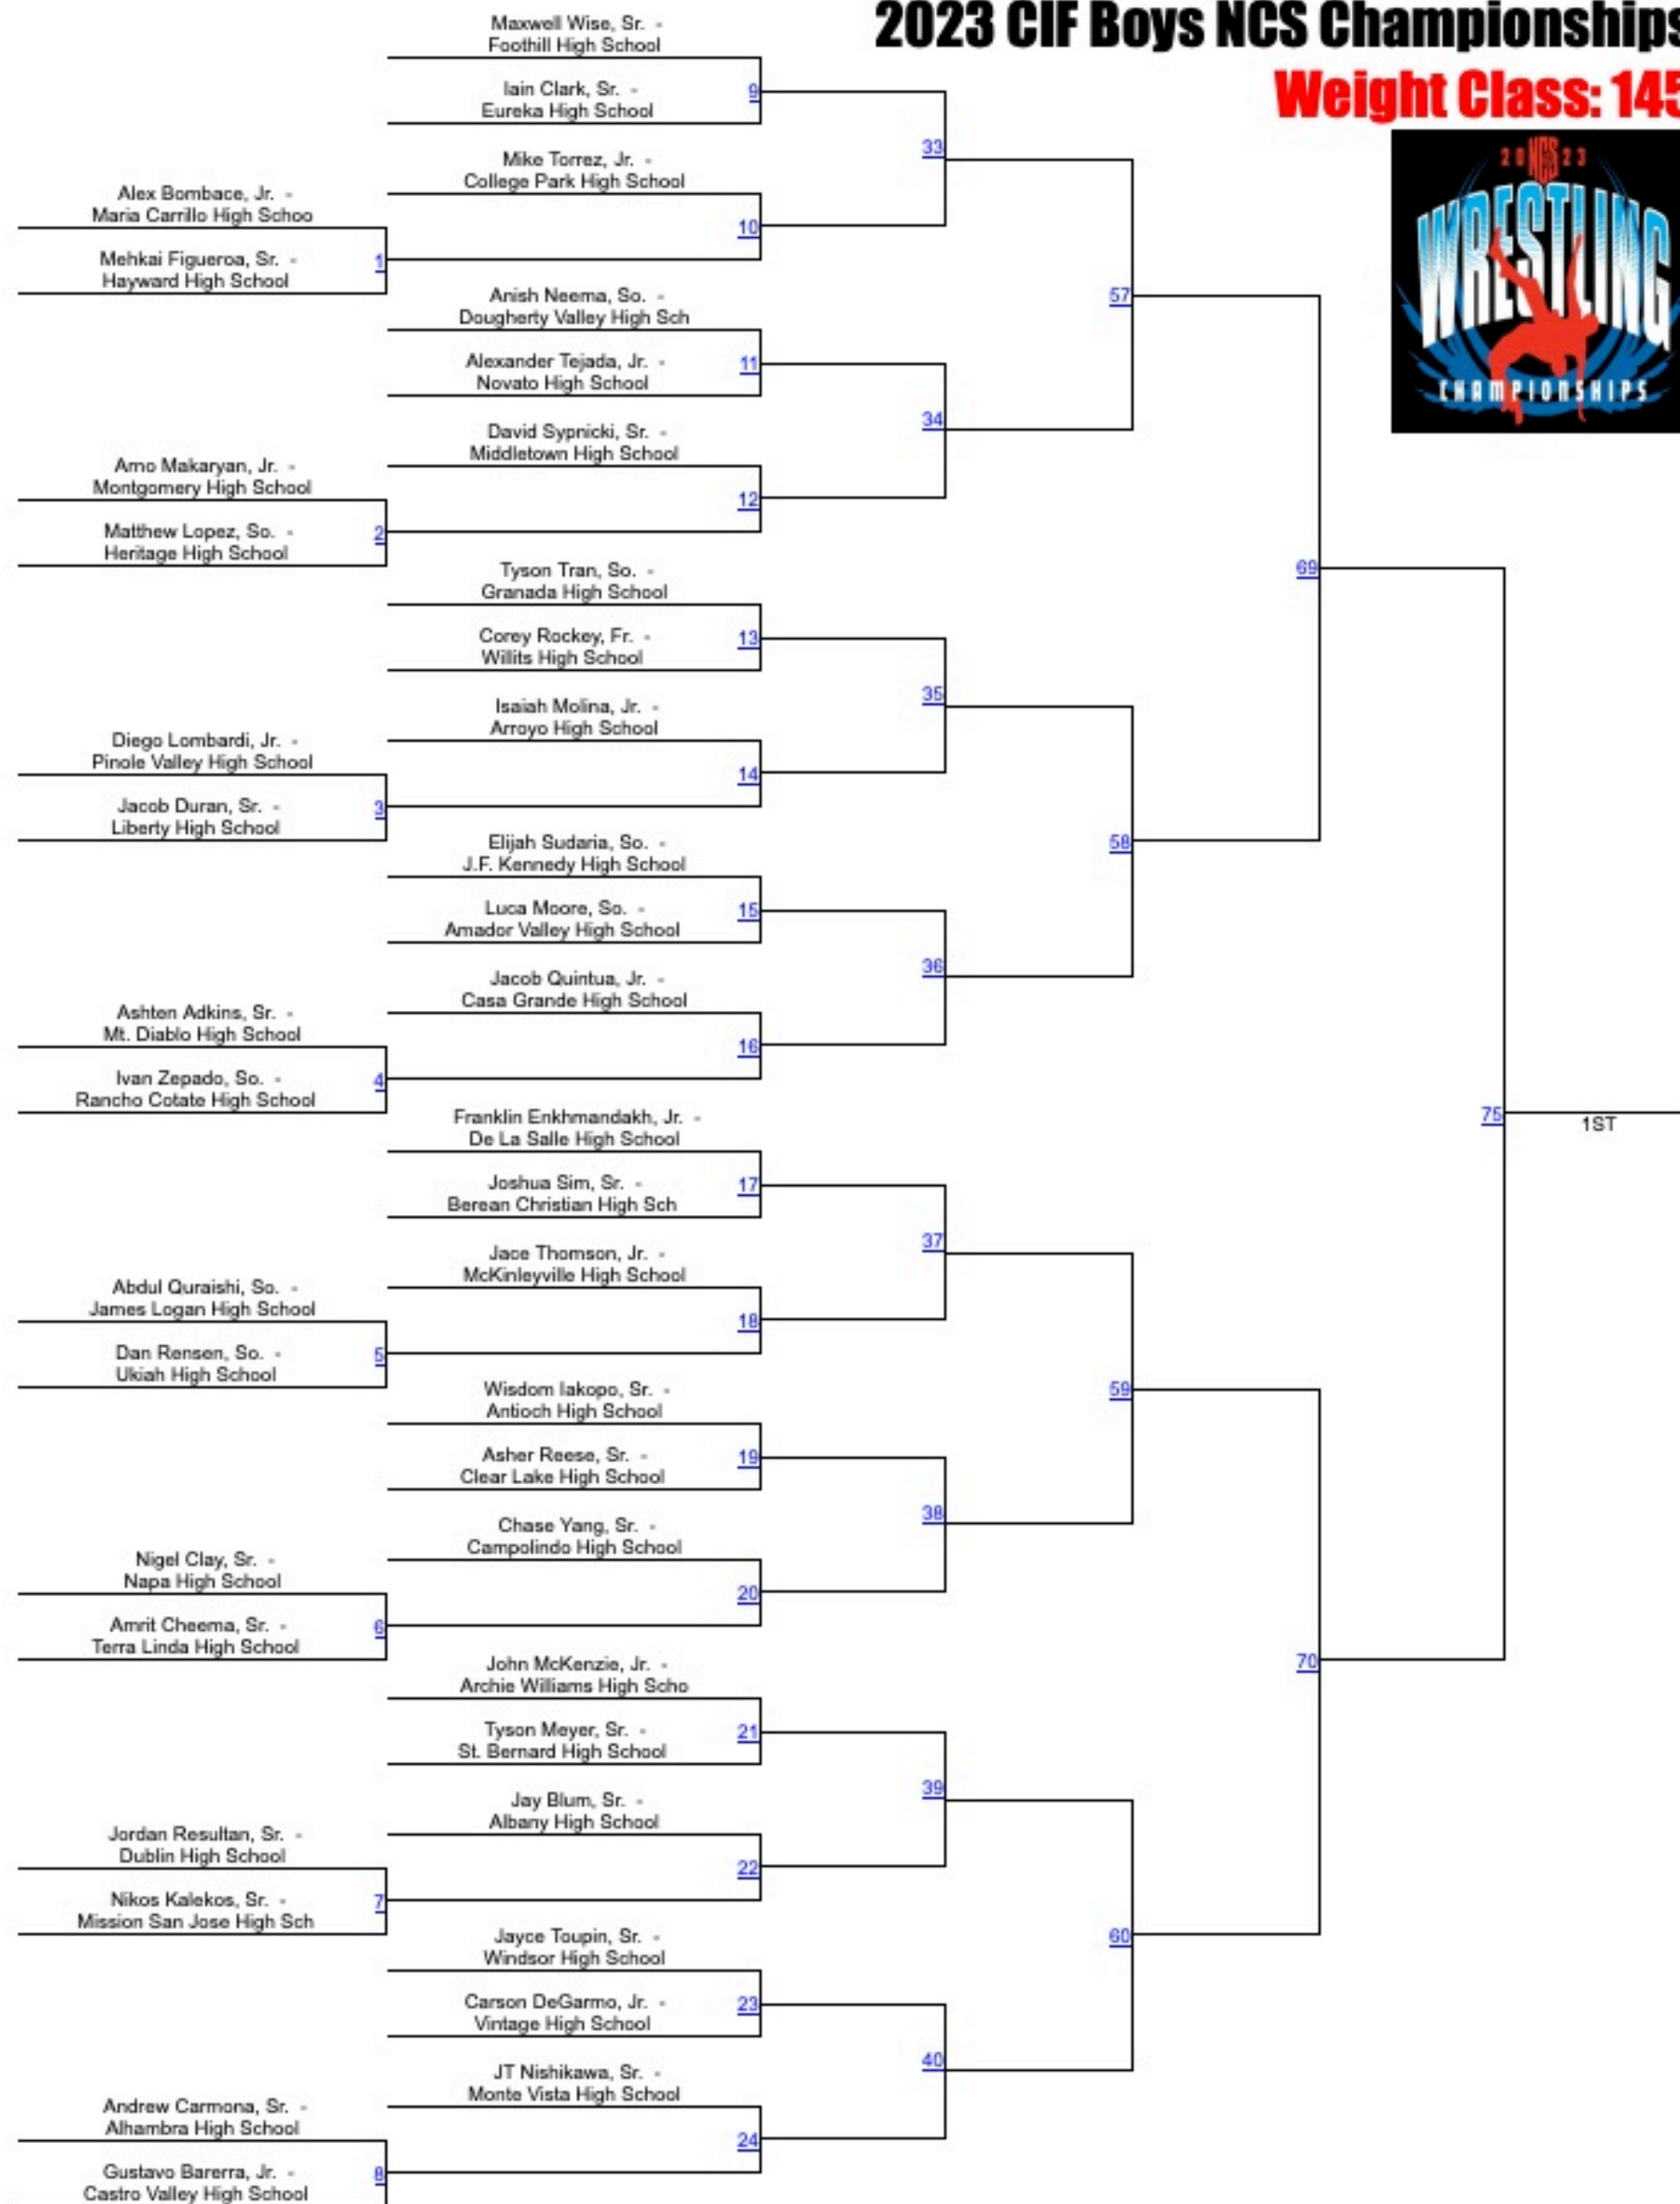 2023 CIF Boys NCS Championships
Weight Class: 145
20 NCS 23
WRESTLING
CHAMPIONSHIPS
Maxwell Wise, Sr. -
Foothill High School
Iain Clark, Sr. -
Eureka High School
9
33
Mike Torrez, Jr. -
College Park High School
10
Alex Bombace, Jr. -
Maria Carrillo High Schoo
Mehkai Figueroa, Sr. -
Hayward High School
1
57
Anish Neema, So. -
Dougherty Valley High Sch
Alexander Tejada, Jr. -
Novato High School
11
34
David Sypnicki, Sr. -
Middletown High School
12
Arno Makaryan, Jr. -
Montgomery High School
Matthew Lopez, So. -
Heritage High School
2
69
Tyson Tran, So. -
Granada High School
Corey Rockey, Fr. -
Willits High School
13
35
Isaiah Molina, Jr. -
Arroyo High School
14
Diego Lombardi, Jr. -
Pinole Valley High School
Jacob Duran, Sr. -
Liberty High School
3
58
Elijah Sudaria, So. -
J.F. Kennedy High School
Luca Moore, So. -
Amador Valley High School
15
36
Jacob Quintua, Jr. -
Casa Grande High School
16
Ashten Adkins, Sr. -
Mt. Diablo High School
Ivan Zepado, So. -
Rancho Cotate High School
4
75
1ST
Franklin Enkhmandakh, Jr. -
De La Salle High School
Joshua Sim, Sr. -
Berean Christian High Sch
17
37
Jace Thomson, Jr. -
McKinleyville High School
18
Abdul Quraishi, So. -
James Logan High School
Dan Rensen, So. -
Ukiah High School
5
59
Wisdom Iakopo, Sr. -
Antioch High School
Asher Reese, Sr. -
Clear Lake High School
19
38
Chase Yang, Sr. -
Campolindo High School
20
Nigel Clay, Sr. -
Napa High School
Amrit Cheema, Sr. -
Terra Linda High School
6
70
John McKenzie, Jr. -
Archie Williams High Scho
Tyson Meyer, Sr. -
St. Bernard High School
21
39
Jay Blum, Sr. -
Albany High School
22
Jordan Resultan, Sr. -
Dublin High School
Nikos Kalekos, Sr. -
Mission San Jose High Sch
7
60
Jayce Toupin, Sr. -
Windsor High School
Carson DeGarmo, Jr. -
Vintage High School
23
40
JT Nishikawa, Sr. -
Monte Vista High School
24
Andrew Carmona, Sr. -
Alhambra High School
Gustavo Barerra, Jr. -
Castro Valley High School
8